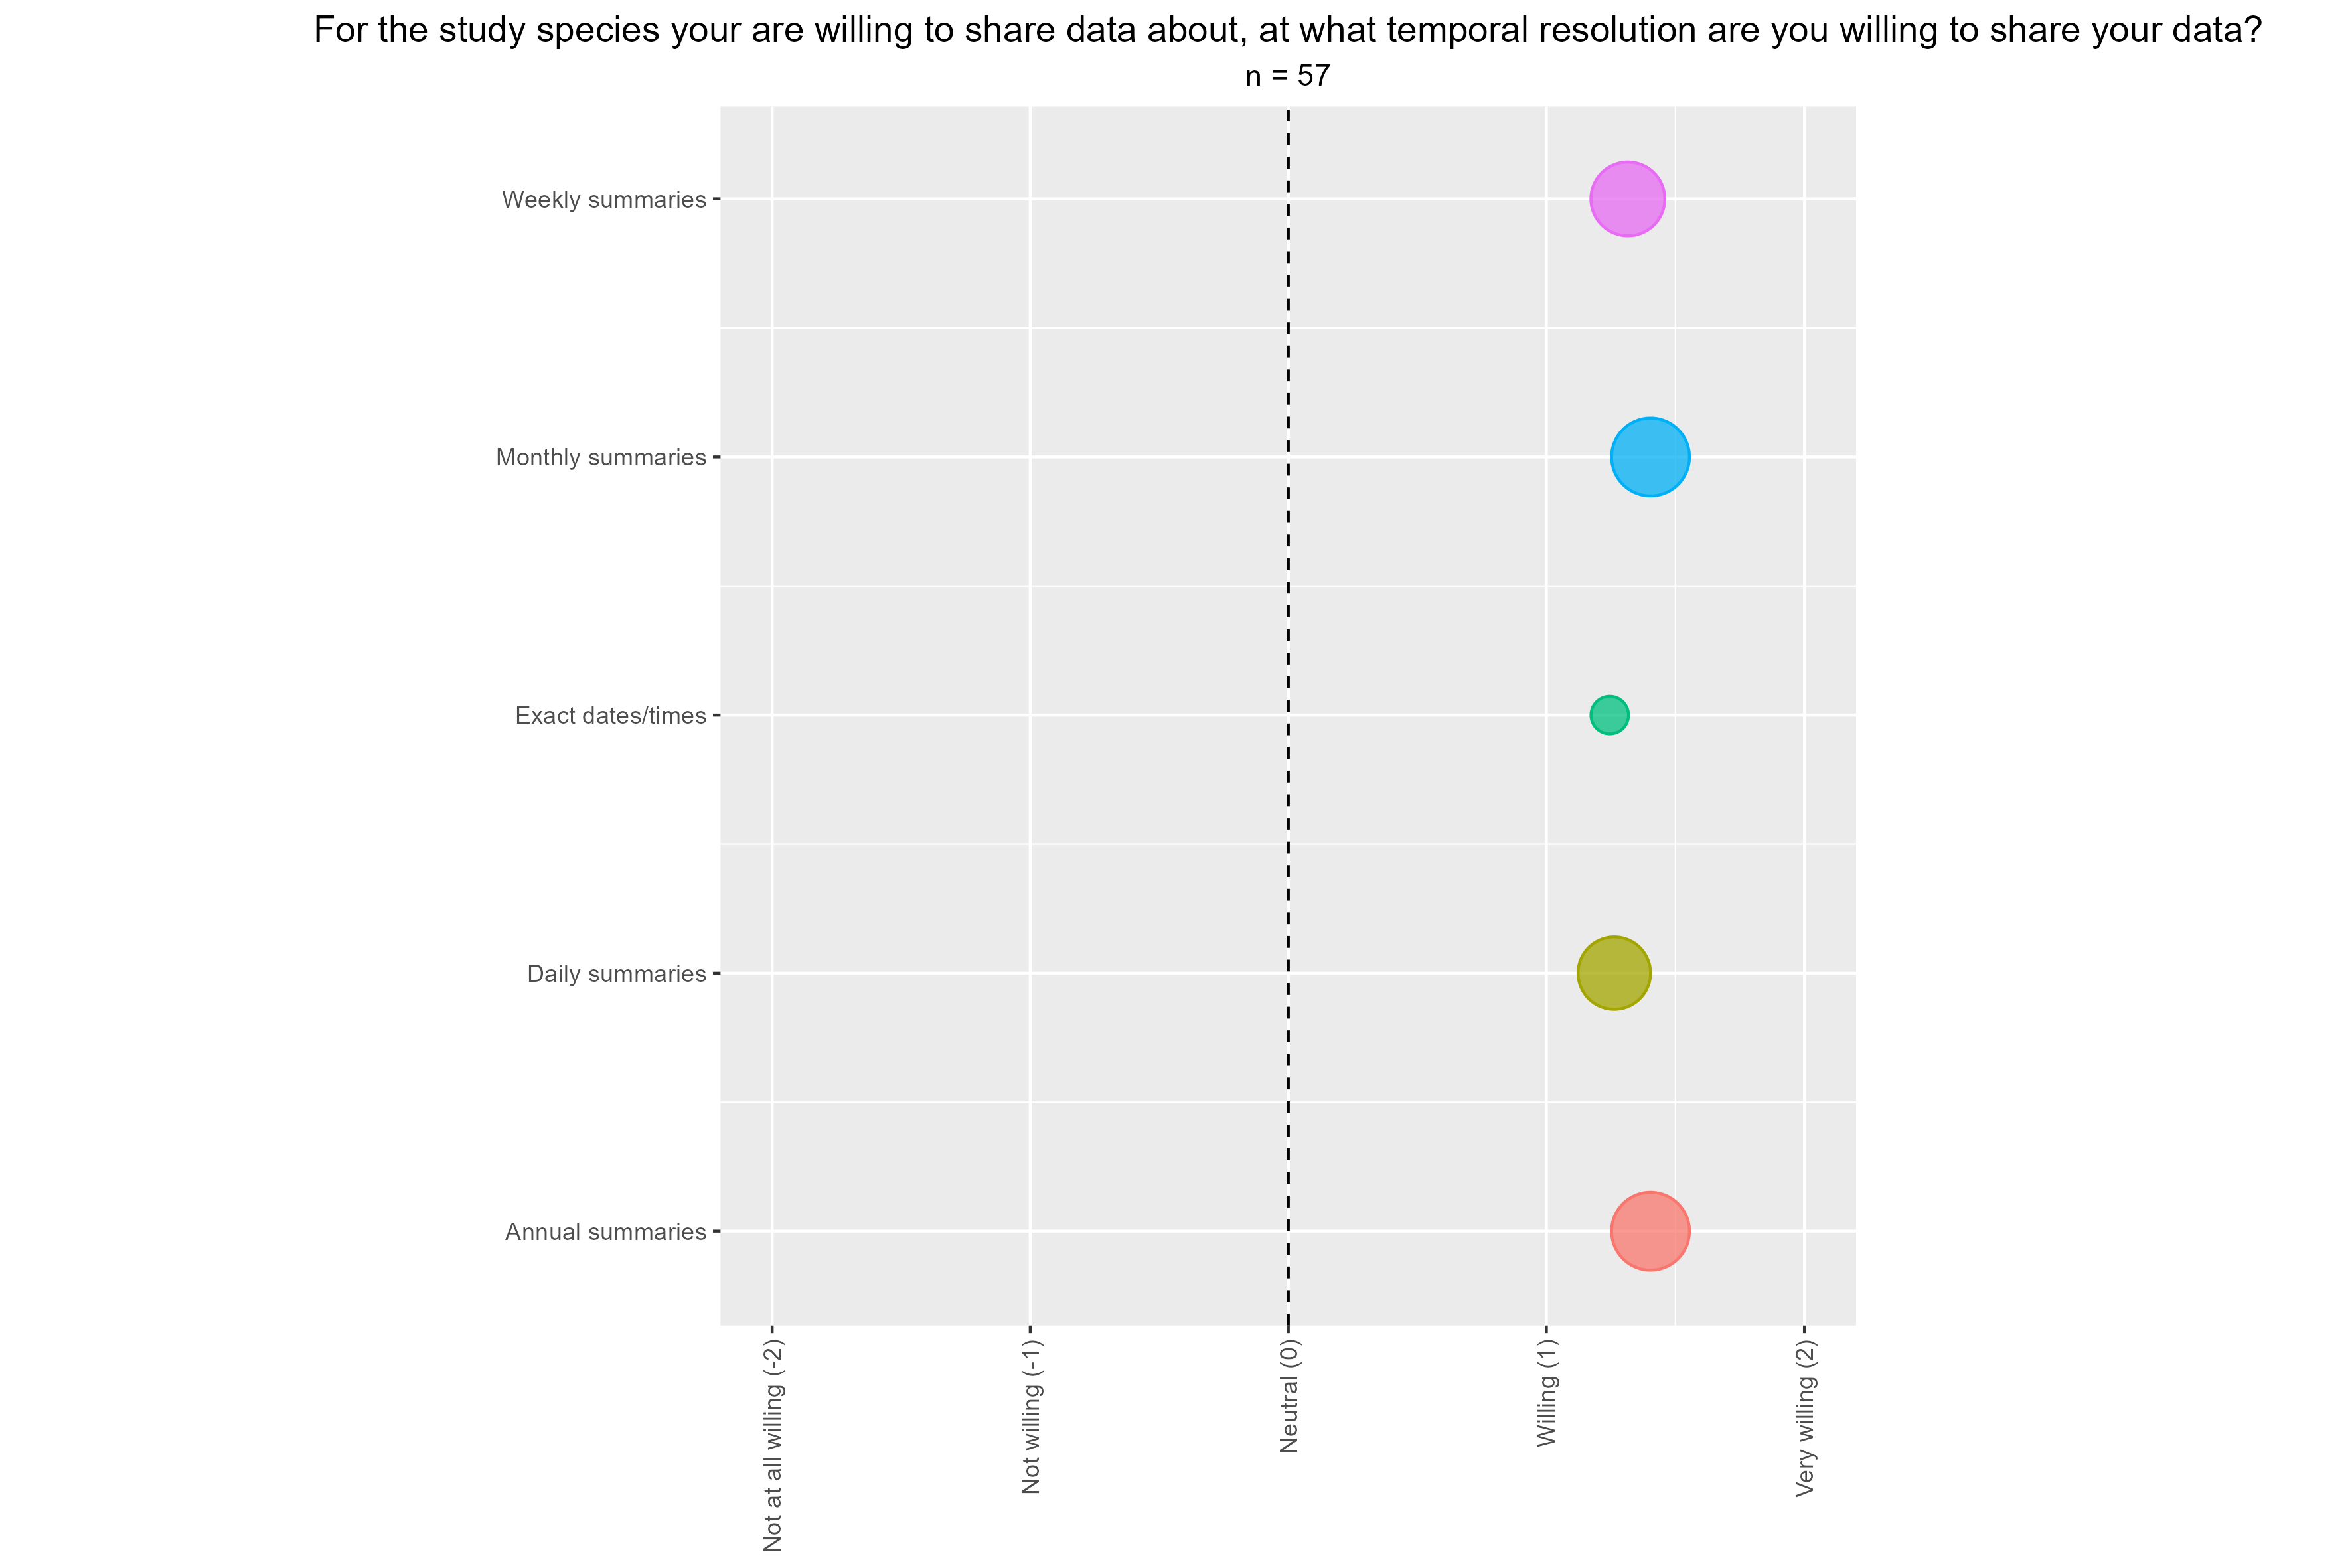 For the study species your are willing to share data about, at what temporal resolution are you willing to share your data?
n = 57
Weekly summaries
Monthly summaries
Exact dates/times
Daily summaries
Annual summaries
Not at all willing (-2)
Not willing (-1)
Neutral (0)
Willing (1)
Very willing (2)